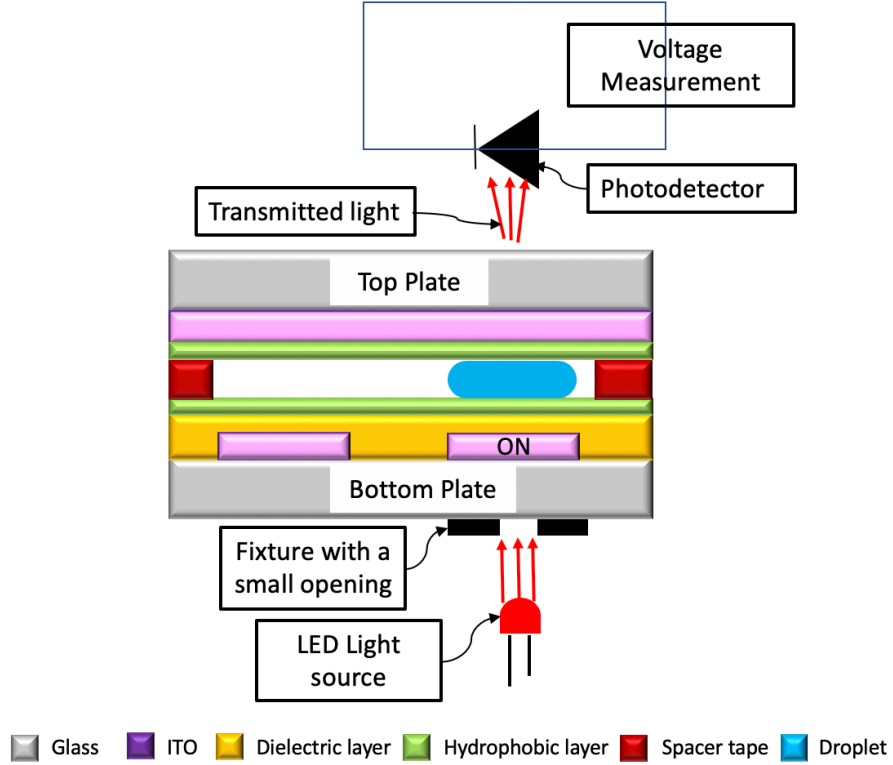 Voltage
Measurement
Photodetector
Transmitted light
Top Plate
ON
Bottom Plate
Fixture with a
small opening
LED Light
source
Glass
ITO
Dielectric layer
Hydrophobic layer
Spacer tape
Droplet